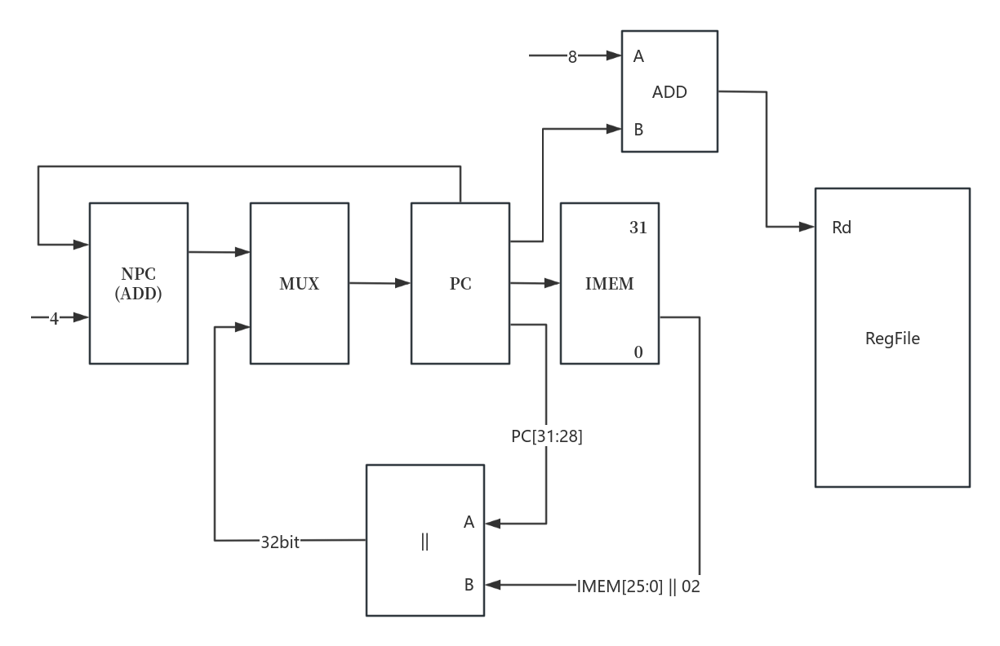 8
A
ADD
B
31
Rd
NPC
(ADD)
MUX
PC
IMEM
4
RegFile
0
PC[31:28]
A
||
32bit
B
IMEM[25:0] || 02